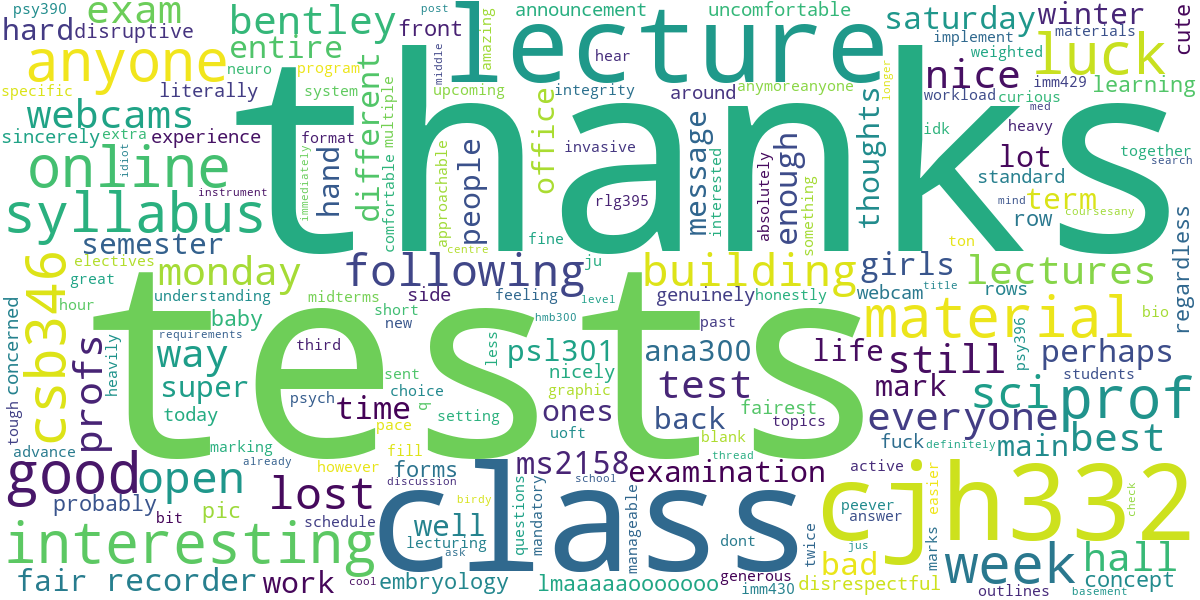 psy390
hard
disruptive
exam
bentley
entire
front
post
lecture
announcement
uncomfortable
saturday
implement
weighted
winter
materials
cute
anyone
neuro
program
specific
literally
system
different
multiple
middle
amazing
hear
upcoming
office
integrity
around
anymoreanyone
longer
nice
luck
workload
curious
imm429
learning
webcams
sincerely
extra
experience
format
thanks
idiot
immediately
hand
comfortable
approachable
people
invasive
message
interested
absolutely
enough
something
thoughts
idk
med
heavy
lot
together
search
online
instrument
rlg395
standard
mind
term
row
coursesany
regardless
syllabus
semester
fine
centre
ton
electives
csb346
monday
following
ju
building
girls
lectures
great
hour
understanding
midterms
side
feeling
level
genuinely
honestly
webcam
title
rows
concerned
baby
short
new
hmb300
past
material
bio
requirements
third
tests
less
psl301
ana300
life
still
psy396
perhaps
students
profs
heavily
way
super
psych
sent
choice
nicely
graphic
test
mark
sci
prof
today
time
q
setting
ones
back
fairest
topics
everyone
tough
advance
marking
pace
fill
uoft
blank
thread
fuck
definitely
main
best
good
open
already
however
forms
discussion
ms2158
school
examination
active
easier
check
probably
bit
pic
lost
schedule
class
birdy
questions
mandatory
manageable
peever
answer
cjh332
interesting
well
lecturing
ask
dont
twice
jus
marks
week
hall
fair
recorder
work
cool
embryology
lmaaaaaooooooo
generous
imm430
bad
disrespectful
concept
outlines
basement